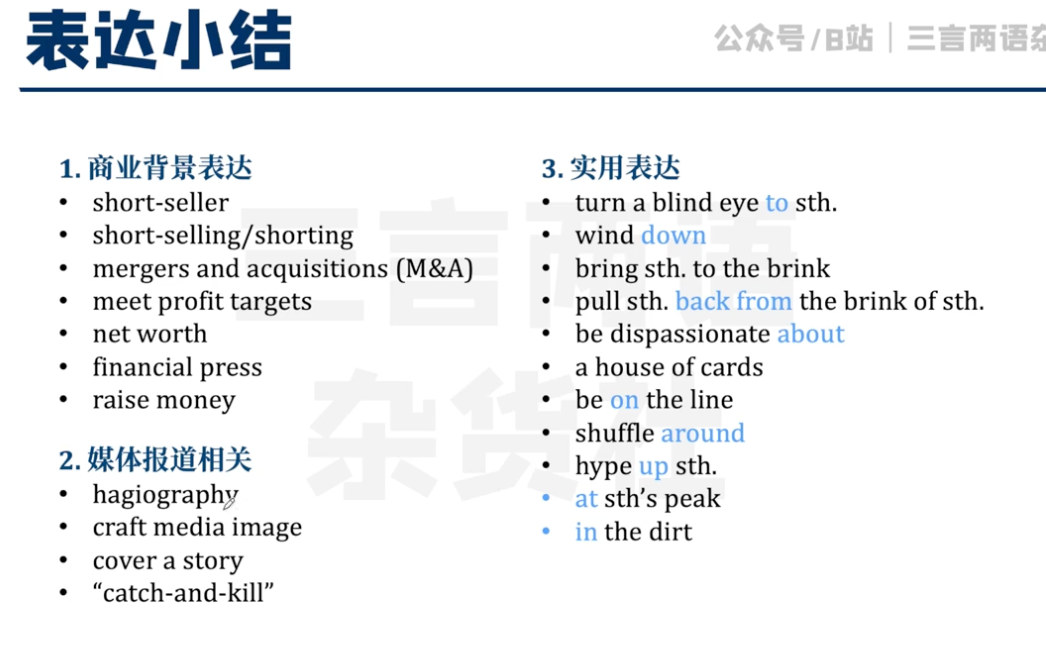 表达小结
公众号/B站｜三言两语杂
1. 商业背景表达
• short-seller
• short-selling/shorting
• mergers and acquisitions (M&A)
• meet profit targets
• net worth
• financial press
• raise money
2. 媒体报道相关
• hagiography
• craft media image
• cover a story
• “catch-and-kill”
3. 实用表达
• turn a blind eye to sth.
• wind down
• bring sth. to the brink
• pull sth. back from the brink of sth.
• be dispassionate about
• a house of cards
• be on the line
• shuffle around
• hype up sth.
• at sth’s peak
• in the dirt
三言两语
杂货社